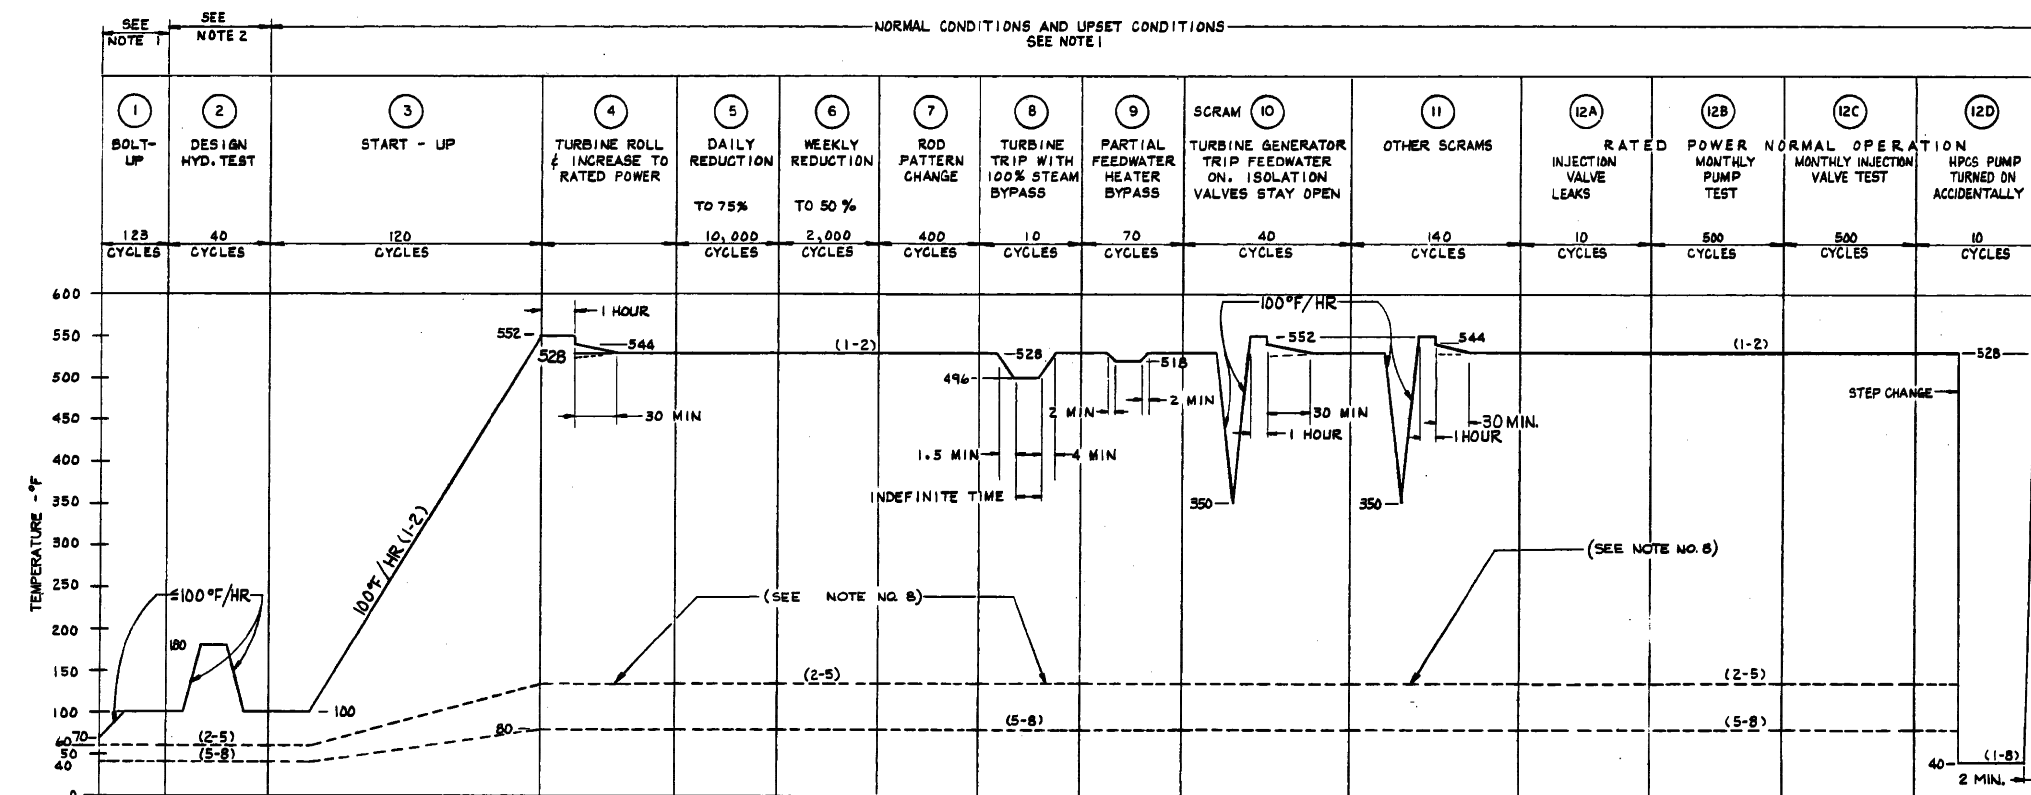 SEE
NOTE 1
SEE
NOTE 2
NORMAL CONDITIONS AND UPSET CONDITIONS
SEE NOTE 1
1
BOLT-
UP
123
CYCLES
2
DESIGN
HYD. TEST
40
CYCLES
3
START - UP
120
CYCLES
4
TURBINE ROLL
& INCREASE TO
RATED POWER
5
DAILY
REDUCTION
TO 75%
10,000
CYCLES
6
WEEKLY
REDUCTION
TO 50%
2,000
CYCLES
7
ROD
PATTERN
CHANGE
400
CYCLES
8
TURBINE
TRIP WITH
100% STEAM
BYPASS
10
CYCLES
9
PARTIAL
FEEDWATER
HEATER
BYPASS
70
CYCLES
SCRAM 10
TURBINE GENERATOR
TRIP FEEDWATER
ON. ISOLATION
VALVES STAY OPEN
40
CYCLES
11
OTHER SCRAMS
140
CYCLES
RATED POWER NORMAL OPERATION
12A
INJECTION
VALVE
LEAKS
10
CYCLES
12B
MONTHLY
PUMP
TEST
500
CYCLES
12C
MONTHLY INJECTION
VALVE TEST
500
CYCLES
12D
HPCS PUMP
TURNED ON
ACCIDENTALLY
10
CYCLES
TEMPERATURE - °F
600
550
500
450
400
350
300
250
200
150
100
70
60
50
40
0
≤100°F/HR
180
(2-5)
(5-8)
100
100°F/HR (1-2)
552
528
1 HOUR
544
30 MIN
(1-2)
(SEE NOTE NO. 8)
(2-5)
80
(5-8)
528
496
1.5 MIN
4 MIN
INDEFINITE TIME
518
2 MIN
2 MIN
100°F/HR
552
30 MIN
1 HOUR
350
544
30 MIN.
1 HOUR
350
(SEE NOTE NO. 8)
(1-2)
(2-5)
(5-8)
528
STEP CHANGE
40
(1-8)
2 MIN.